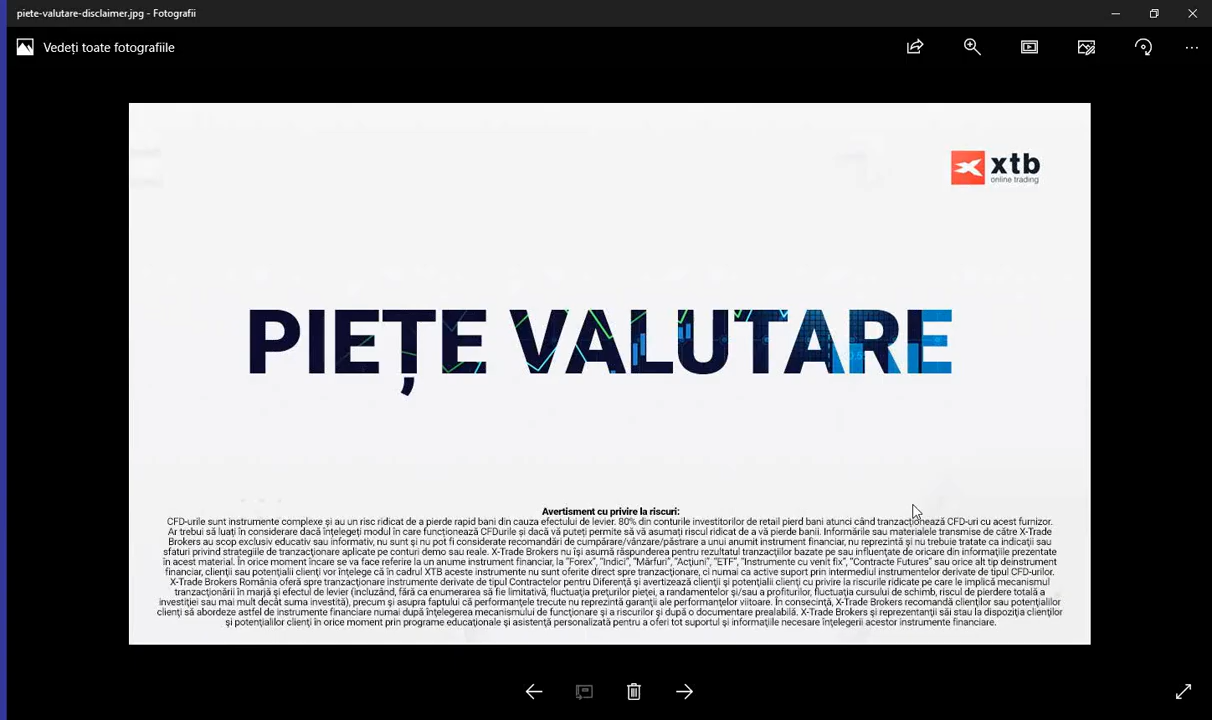 piete-valutare-disclaimer.jpg - Fotografii
Vedeți toate fotografiile
xtb
online trading
PIEȚE VALUTARE
Avertisment cu privire la riscuri:
CFD-urile sunt instrumente complexe și au un risc ridicat de a pierde rapid bani din cauza efectului de levier. 80% din conturile investitorilor de retail pierd bani atunci când tranzacționează CFD-uri cu acest furnizor.
Ar trebui să luați în considerare dacă înțelegeți modul în care funcționează CFDurile și dacă vă puteți permite să vă asumați riscul ridicat de a vă pierde banii. Informările sau materialele transmise de către X-Trade
Brokers au scop exclusiv educativ sau informativ, nu sunt și nu pot fi considerate recomandări de cumpărare/vânzare/păstrare a unui anumit instrument financiar, nu reprezintă și nu trebuie tratate ca indicații sau
sfaturi privind strategiile de tranzacționare aplicate pe conturi demo sau reale. X-Trade Brokers nu își asumă răspunderea pentru rezultatul tranzacțiilor bazate pe sau influențate de oricare din informațiile prezentate
în acest material. În orice moment încare se va face referire la un anume instrument financiar, la "Forex", "Indici", "Mărfuri", "Acțiuni", "ETF", "Instrumente cu venit fix", "Contracte Futures" sau orice alt tip deinstrument
financiar, clienții sau potențialii clienți vor înțelege că în cadrul XTB aceste instrumente nu sunt oferite direct spre tranzacționare, ci numai ca active suport prin intermediul instrumentelor derivate de tipul CFD-urilor.
X-Trade Brokers România oferă spre tranzacționare instrumente derivate de tipul Contractelor pentru Diferență și avertizează clienții și potențialii clienți cu privire la riscurile ridicate pe care le implică mecanismul
tranzacționării în marjă și efectul de levier (incluzând, fără ca enumerarea să fie limitativă, fluctuația prețurilor pieței, a randamentelor și/sau a profiturilor, fluctuația cursului de schimb, riscul de pierdere totală a
investiției sau mai mult decât suma investită), precum și asupra faptului că performanțele trecute nu reprezintă garanții ale performanțelor viitoare. În consecință, X-Trade Brokers recomandă clienților sau potențialilor
clienți să abordeze astfel de instrumente financiare numai după înțelegerea mecanismului de funcționare și a riscurilor și după o documentare prealabilă. X-Trade Brokers și reprezentanții săi stau la dispoziția clienților
și potențialilor clienți în orice moment prin programe educaționale și asistență personalizată pentru a oferi tot suportul și informațiile necesare înțelegerii acestor instrumente financiare.